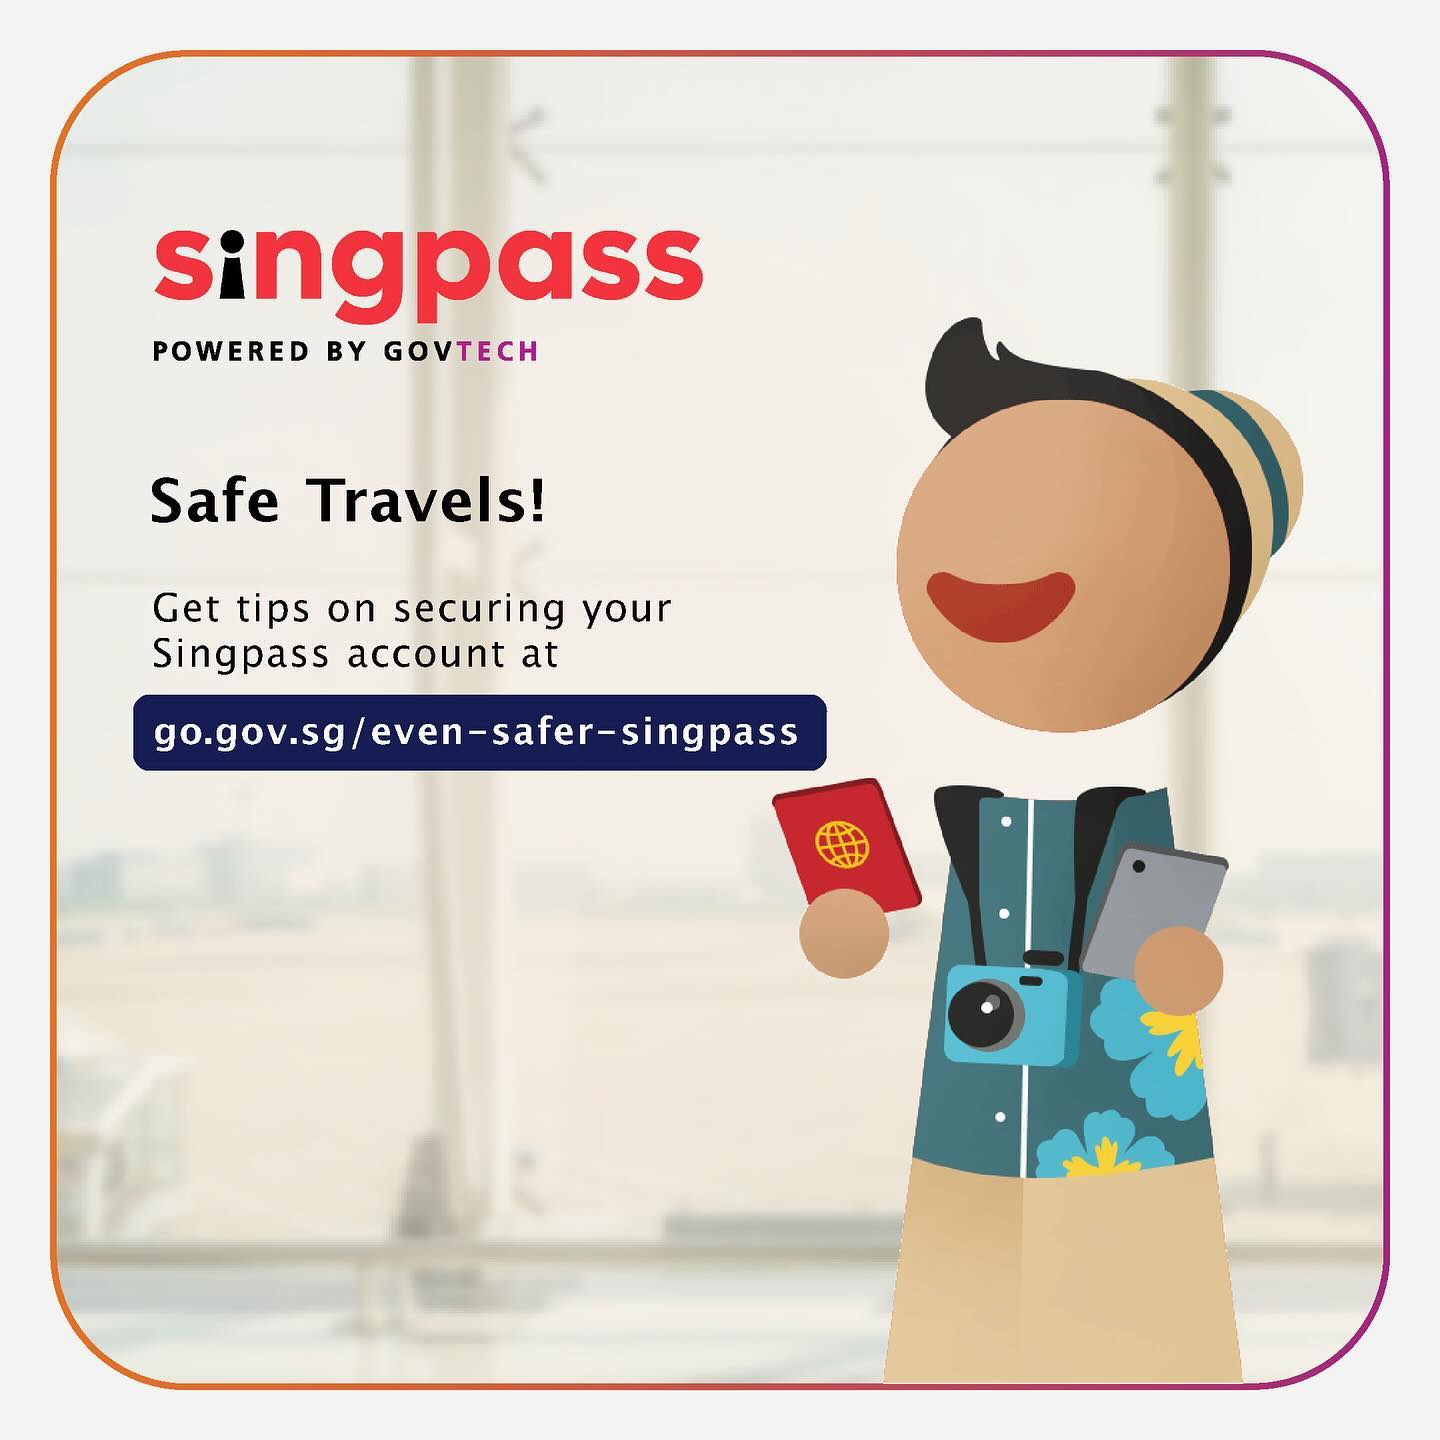 singpass
POWERED BY GOVTECH
Safe Travels!
Get tips on securing your
Singpass account at
go.gov.sg/even-safer-singpass